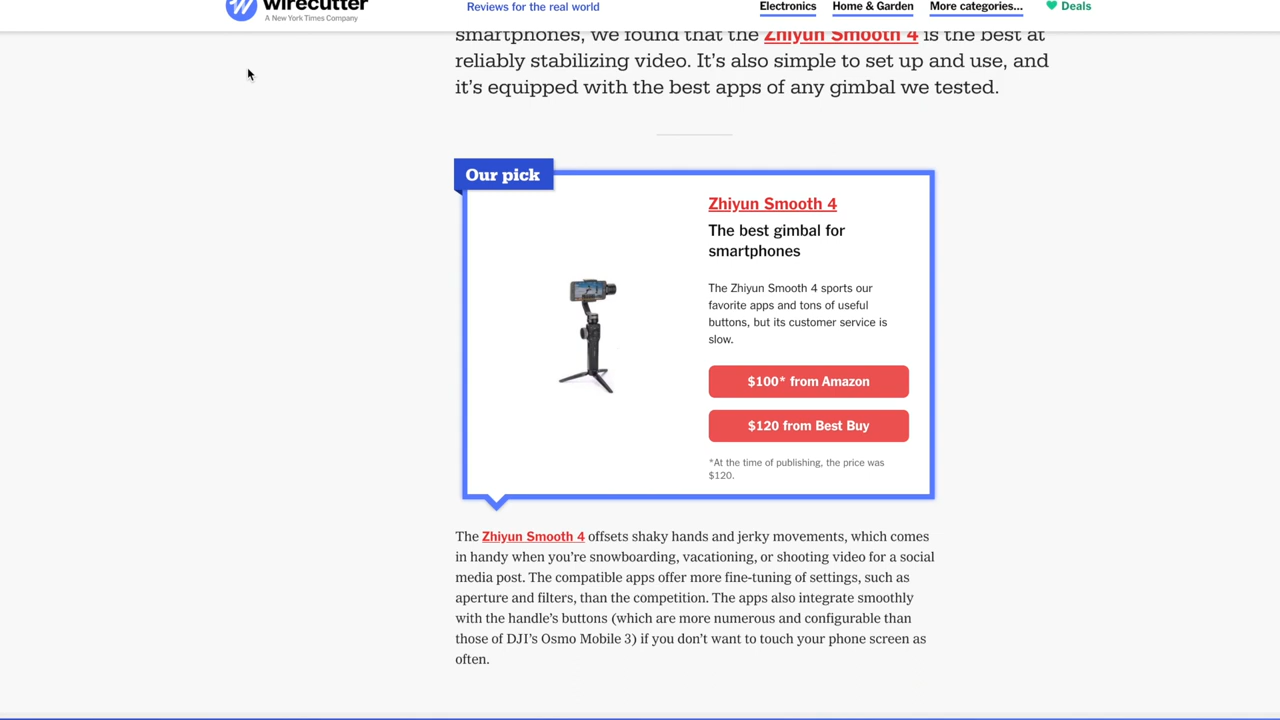 wirecutter
A New York Times Company
Reviews for the real world
Electronics Home & Garden More categories... Deals
smartphones, we found that the Zhiyun Smooth 4 is the best at
reliably stabilizing video. It's also simple to set up and use, and
it's equipped with the best apps of any gimbal we tested.
Our pick
Zhiyun Smooth 4
The best gimbal for
smartphones
The Zhiyun Smooth 4 sports our
favorite apps and tons of useful
buttons, but its customer service is
slow.
$100* from Amazon
$120 from Best Buy
*At the time of publishing, the price was
$120.
The Zhiyun Smooth 4 offsets shaky hands and jerky movements, which comes
in handy when you're snowboarding, vacationing, or shooting video for a social
media post. The compatible apps offer more fine-tuning of settings, such as
aperture and filters, than the competition. The apps also integrate smoothly
with the handle's buttons (which are more numerous and configurable than
those of DJI's Osmo Mobile 3) if you don't want to touch your phone screen as
often.